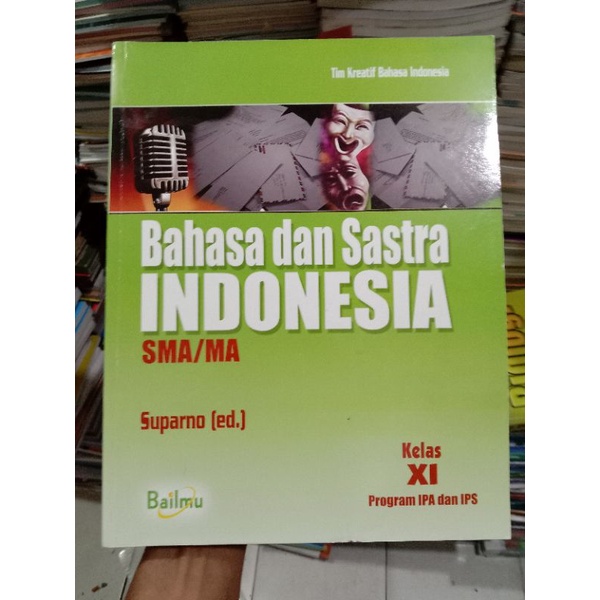 Tim Kreatif Bahasa Indonesia
Bahasa dan Sastra
INDONESIA
SMA/MA
Suparno (ed.)
Kelas
XI
Program IPA dan IPS
Bailmu